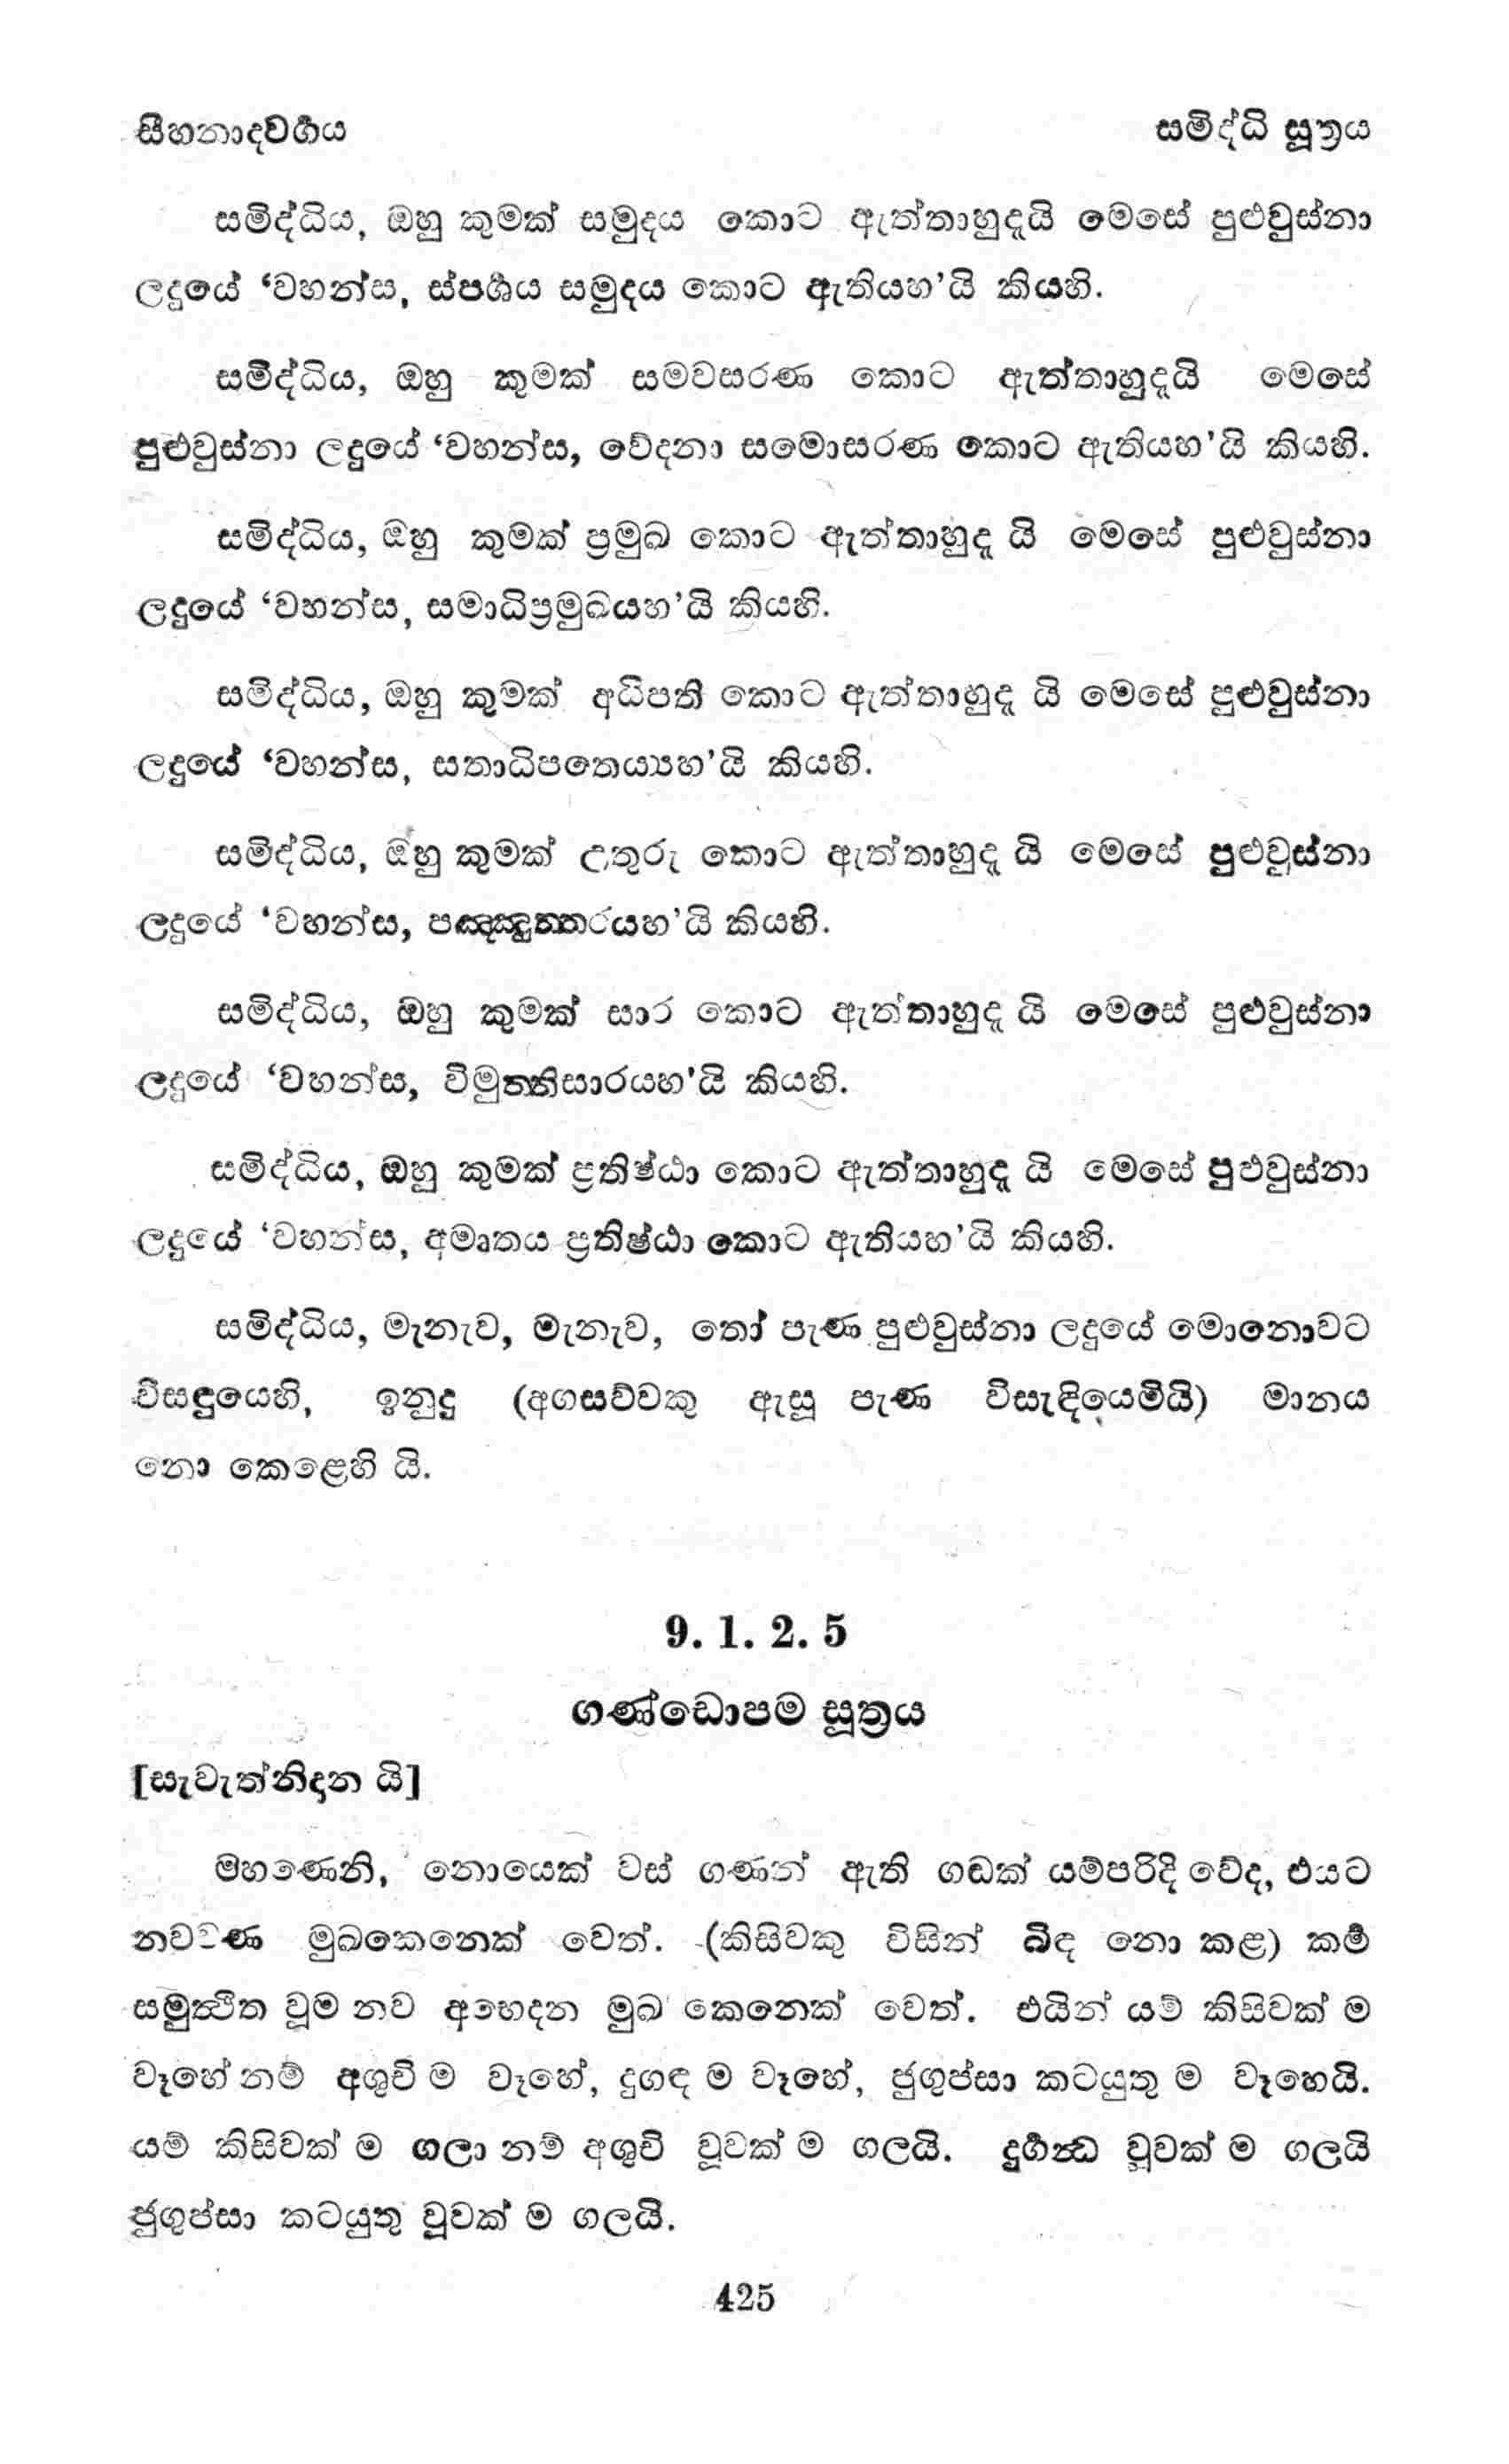 සීහනාදවර්‍ගය
සමිද්ධි සූත්‍රය
සමිද්ධිය, ඔහු කුමක් සමුදය කොට ඇත්තාහුදැයි මෙසේ පුළුවුස්නා
ලදුයේ ‘වහන්ස, ස්පර්‍ශය සමුදය කොට ඇතියහ’යි කියහි.
සමිද්ධිය, ඔහු කුමක් සමවසරණ කොට ඇත්තාහුදැයි මෙසේ
පුළුවුස්නා ලදුයේ ‘වහන්ස, වේදනා සමොසරණ කොට ඇතියහ’යි කියහි.
සමිද්ධිය, ඔහු කුමක් ප්‍රමුඛ කොට ඇත්තාහුදැ යි මෙසේ පුළුවුස්නා
ලදුයේ ‘වහන්ස, සමාධිප්‍රමුඛයහ’යි කියහි.
සමිද්ධිය, ඔහු කුමක් අධිපති කොට ඇත්තාහුදැ යි මෙසේ පුළුවුස්නා
ලදුයේ ‘වහන්ස, සතාධිපතෙය්‍යහ’යි කියහි.
සමිද්ධිය, ඔහු කුමක් උතුරු කොට ඇත්තාහුදැ යි මෙසේ පුළුවුස්නා
ලදුයේ ‘වහන්ස, පඤ්ඤුත්තරයහ’යි කියහි.
සමිද්ධිය, ඔහු කුමක් සාර කොට ඇත්තාහුදැ යි මෙසේ පුළුවුස්නා
ලදුයේ ‘වහන්ස, විමුත්තිසාරයහ’යි කියහි.
සමිද්ධිය, ඔහු කුමක් ප්‍රතිෂ්ඨා කොට ඇත්තාහුදැ යි මෙසේ පුළුවුස්නා
ලදුයේ ‘වහන්ස, අමෘතය ප්‍රතිෂ්ඨා කොට ඇතියහ’යි කියහි.
සමිද්ධිය, මැනැව, මැනැව, තෝ පැණ පුළුවුස්නා ලදුයේ මොනොවට
විසඳුයෙහි, ඉනුදු (අගසව්වකු ඇසූ පැණ විසැඳියෙමියි) මානය
නො කෙළෙහි යි.
9. 1. 2. 5
ගණ්ඩොපම සූත්‍රය
[සැවැත්නිදාන යි]
මහණෙනි, නොයෙක් වස් ගණන් ඇති ගඩක් යම්පරිදි වේද, එයට
නවවණ මුඛකෙනෙක් වෙත්. (කිසිවකු විසින් බිඳ නො කළ) කර්‍ම
සමුත්‍ථිත වූම නව අභෙදන මුඛ කෙනෙක් වෙත්. එයින් යම් කිසිවක් ම
වෑහේ නම් අශුචි ම වෑහේ, දුගඳ ම වෑහේ, ජුගුප්සා කටයුතු ම වෑහෙයි.
යම් කිසිවක් ම ගලා නම් අශුචි වූවක් ම ගලයි. දුර්‍ගන්‍ධ වූවක් ම ගලයි
ජුගුප්සා කටයුතු වූවක් ම ගලයි.
425